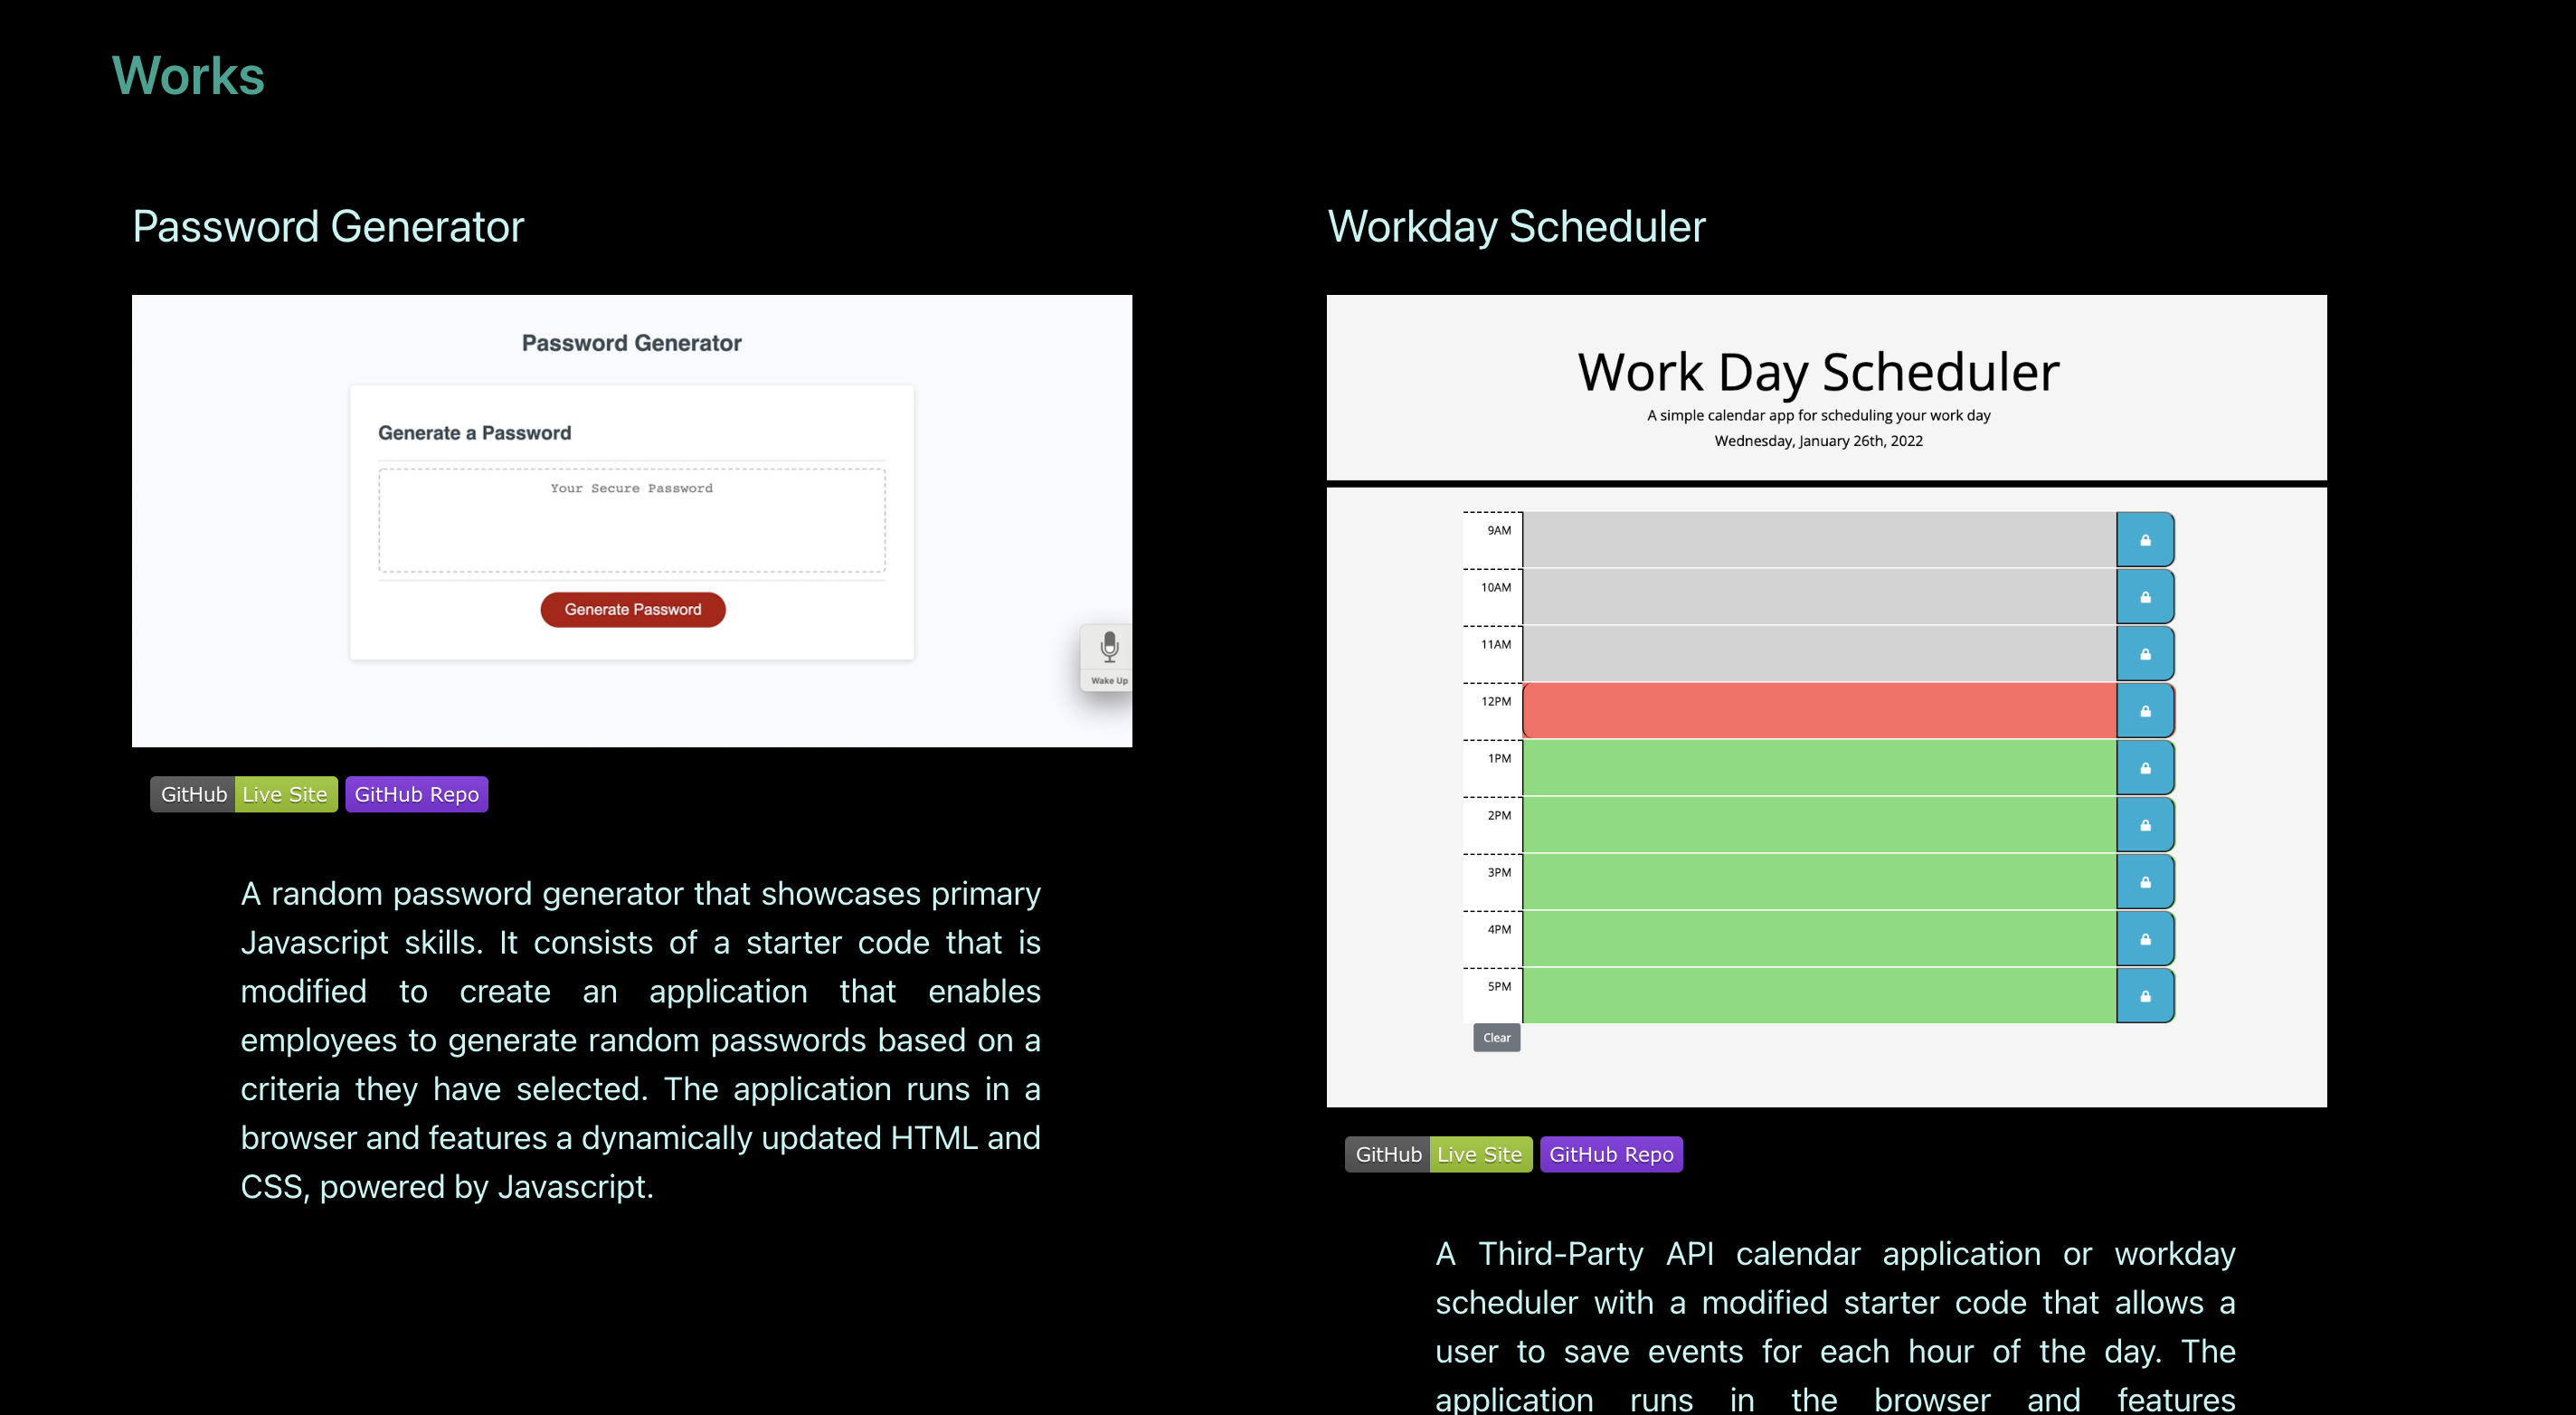 Works
Password Generator
Password Generator
Generate a Password
Your Secure Password
Generate Password
Wake Up
GitHub Live Site GitHub Repo
A random password generator that showcases primary
Javascript skills. It consists of a starter code that is
modified to create an application that enables
employees to generate random passwords based on a
criteria they have selected. The application runs in a
browser and features a dynamically updated HTML and
CSS, powered by Javascript.
Workday Scheduler
Work Day Scheduler
A simple calendar app for scheduling your work day
Wednesday, January 26th, 2022
9AM
10AM
11AM
12PM
1PM
2PM
3PM
4PM
5PM
Clear
GitHub Live Site GitHub Repo
A Third-Party API calendar application or workday
scheduler with a modified starter code that allows a
user to save events for each hour of the day. The
application runs in the browser and features